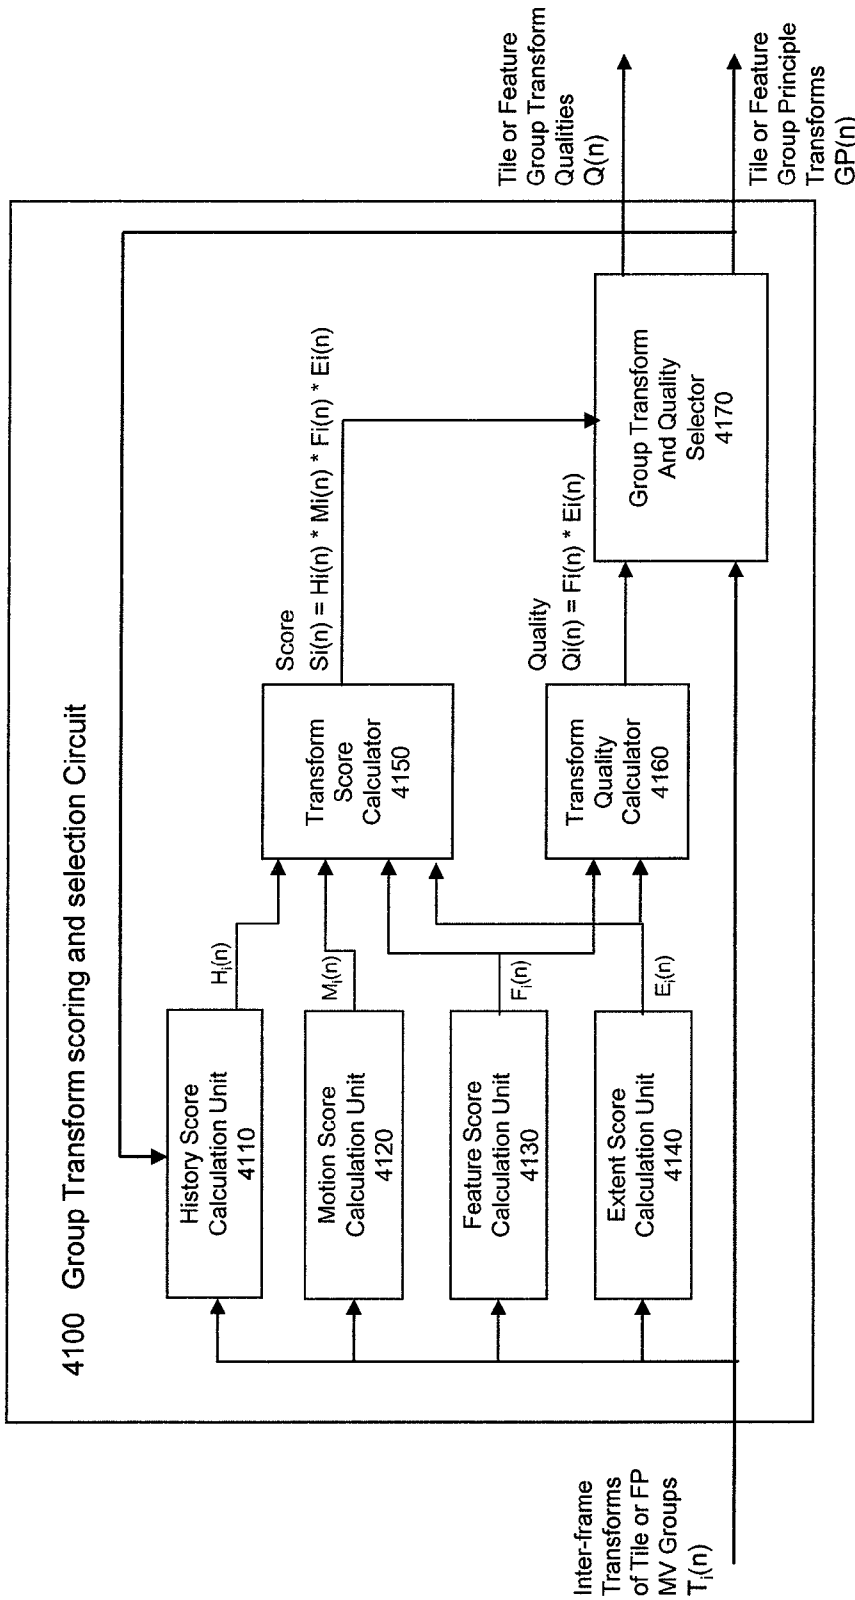 4100 Group Transform scoring and selection Circuit
Inter-frame
Transforms
of Tile or FP
MV Groups
Ti(n)
History Score
Calculation Unit
4110
Motion Score
Calculation Unit
4120
Feature Score
Calculation Unit
4130
Extent Score
Calculation Unit
4140
Hi(n)
Mi(n)
Fi(n)
Ei(n)
Transform
Score
Calculator
4150
Transform
Quality
Calculator
4160
Score
Si(n) = Hi(n) * Mi(n) * Fi(n) * Ei(n)
Quality
Qi(n) = Fi(n) * Ei(n)
Group Transform
And Quality
Selector
4170
Tile or Feature
Group Transform
Qualities
Q(n)
Tile or Feature
Group Principle
Transforms
GP(n)